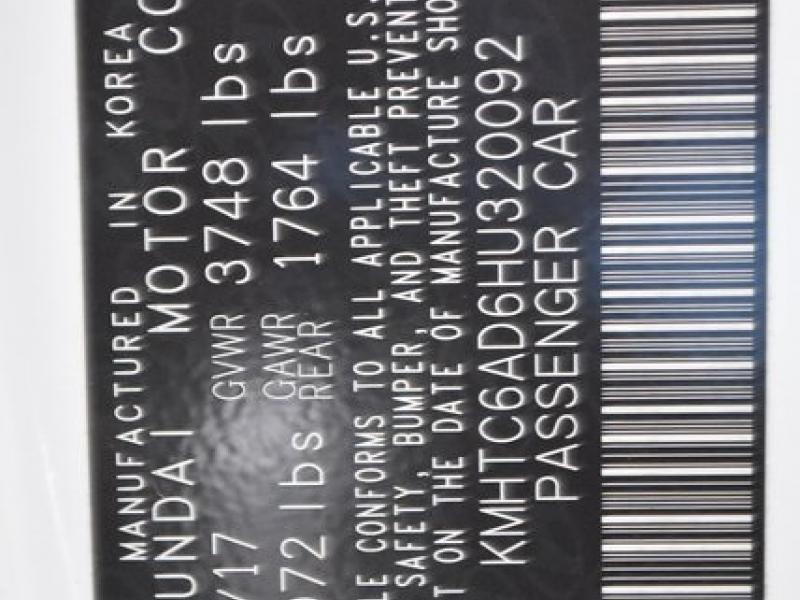 MANUFACTURED IN KOREA
UNDAI MOTOR CO
/17 GVWR 3748 lbs
672 lbs GAWR REAR 1764 lbs
LE CONFORMS TO ALL APPLICABLE U.S.
SAFETY, BUMPER, AND THEFT PREVENT
T ON THE DATE OF MANUFACTURE SHO
KMHTC6AD6HU320092
PASSENGER CAR